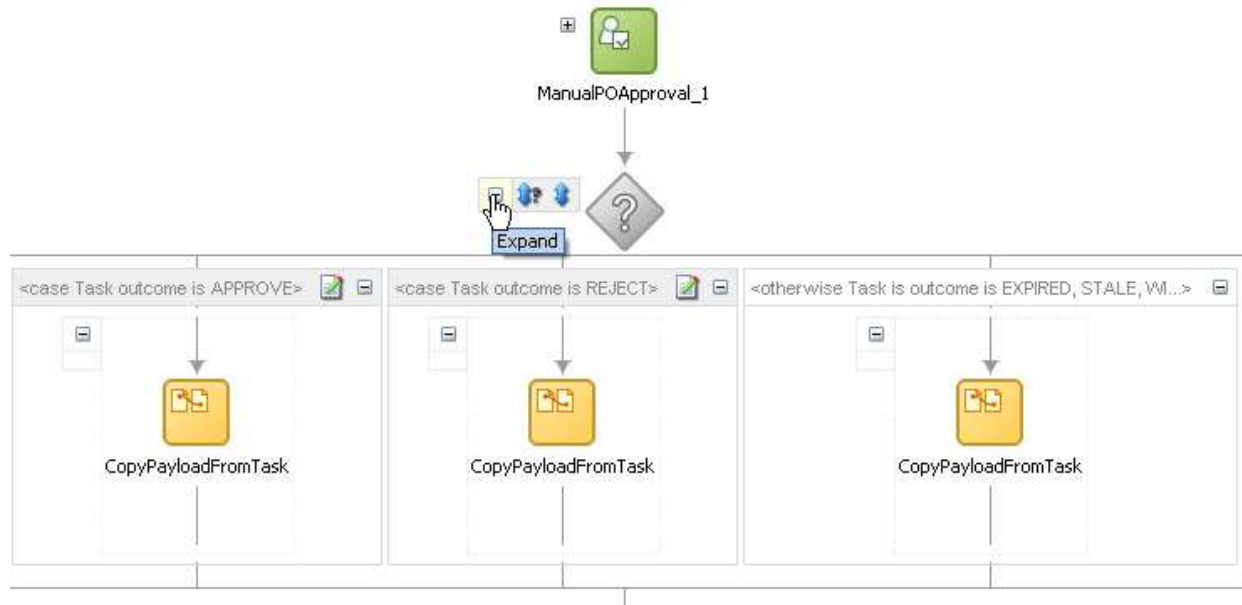 ManualPOApproval_1
Expand
<case Task outcome is APPROVE>
<case Task outcome is REJECT>
<otherwise Task is outcome is EXPIRED, STALE, WI...>
CopyPayloadFromTask
CopyPayloadFromTask
CopyPayloadFromTask